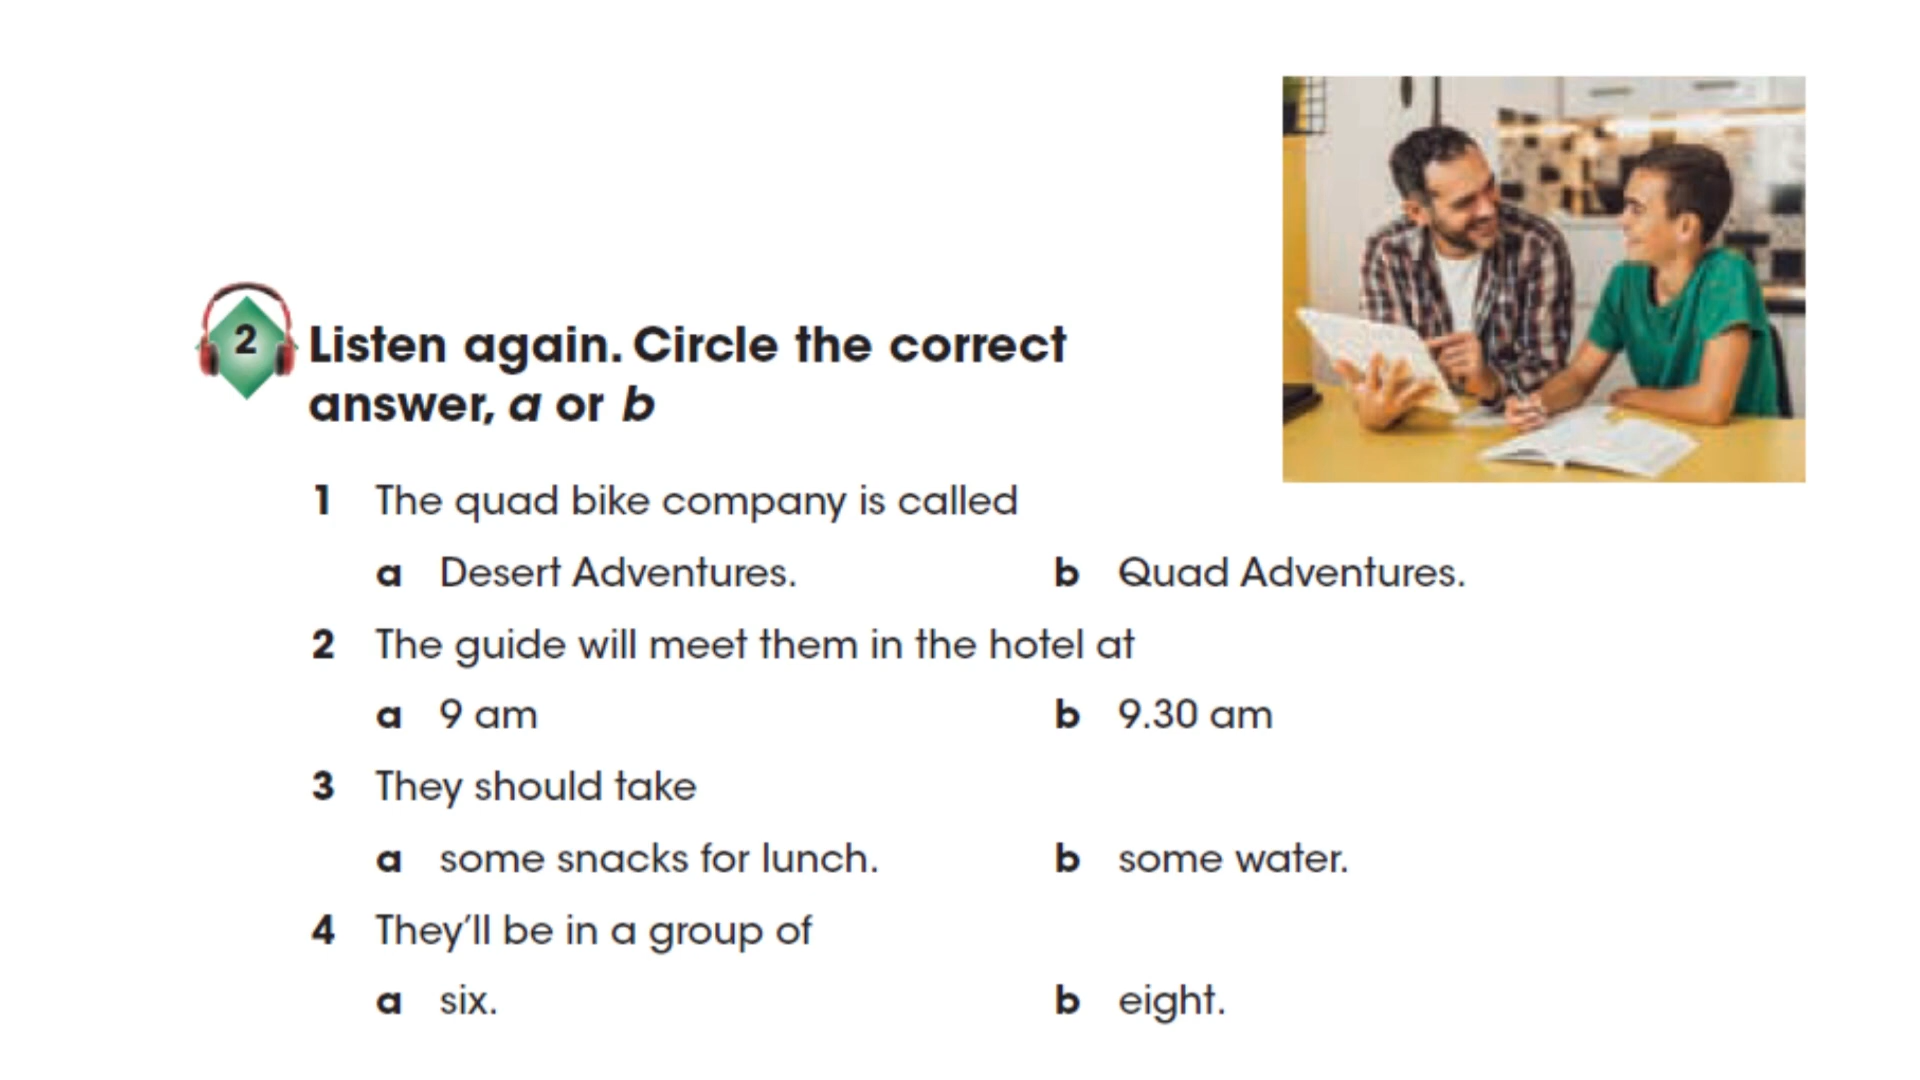 2
Listen again. Circle the correct
answer, a or b
1 The quad bike company is called
a Desert Adventures. b Quad Adventures.
2 The guide will meet them in the hotel at
a 9 am b 9.30 am
3 They should take
a some snacks for lunch. b some water.
4 They'll be in a group of
a six. b eight.